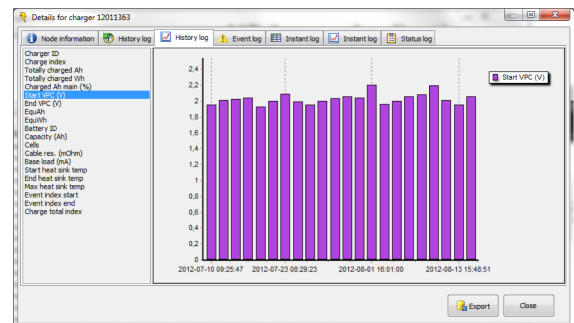 Details for charger 12011363
Node information History log History log Event log Instant log Instant log Status log
Charger ID
Charge index
Totally charged Ah
Totally charged Wh
Charged Ah main (%)
Start VPC (V)
End VPC (V)
EquAh
EquWh
Battery ID
Capacity (Ah)
Cells
Cable res. (mOhm)
Base load (mA)
Start heat sink temp
End heat sink temp
Max heat sink temp
Event index start
Event index end
Charge total index
2,4
2,2
2
1,8
1,6
1,4
1,2
1
0,8
0,6
0,4
0,2
0
2012-07-10 09:25:47 2012-07-23 08:29:23 2012-08-01 16:01:00 2012-08-13 15:48:51
Start VPC (V)
Export Close